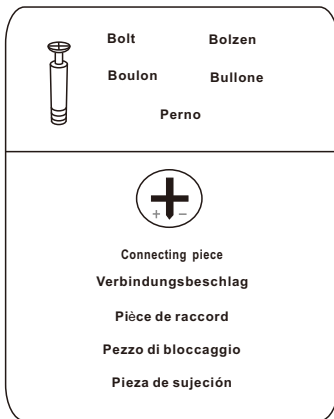 Bolt Bolzen
Boulon Bullone
Perno
+ −
Connecting piece
Verbindungsbeschlag
Pièce de raccord
Pezzo di bloccaggio
Pieza de sujeción